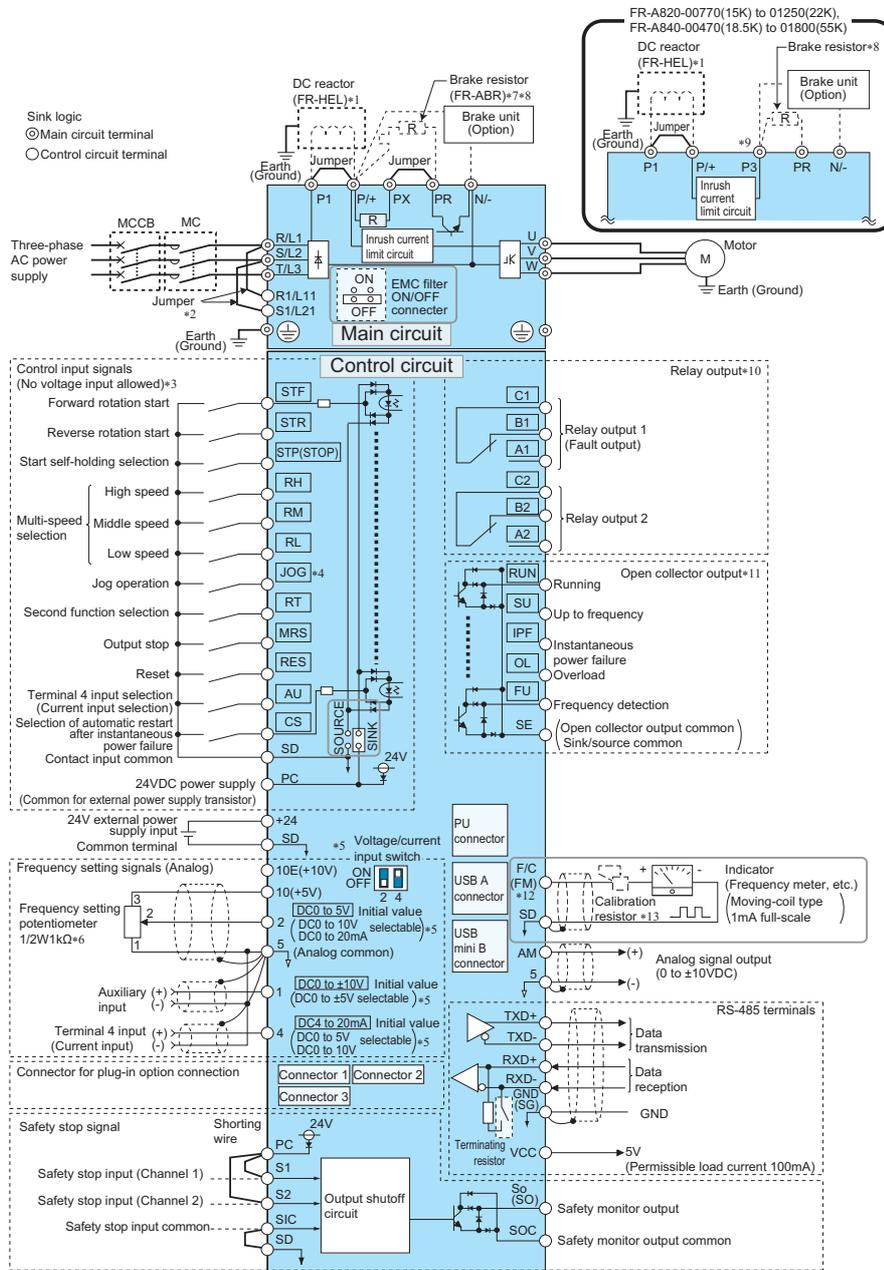 FR-A820-00770(15K) to 01250(22K),
FR-A840-00470(18.5K) to 01800(55K)
DC reactor
(FR-HEL)*1
Brake resistor*8
Brake unit
(Option)
R
Earth
(Ground)
Jumper
*9
P1
P/+
P3
PR
N/-
Inrush
current
limit circuit
Sink logic
Main circuit terminal
Control circuit terminal
DC reactor
(FR-HEL)*1
Brake resistor
(FR-ABR)*7*8
Brake unit
(Option)
R
Earth
(Ground)
Jumper
Jumper
P1
P/+
PX
PR
N/-
R
Inrush current
limit circuit
MCCB
MC
Three-phase
AC power
supply
R/L1
S/L2
T/L3
R1/L11
S1/L21
Jumper
*2
Earth
(Ground)
ON
OFF
EMC filter
ON/OFF
connecter
U
V
W
Motor
M
Earth (Ground)
Main circuit
Control circuit
Control input signals
(No voltage input allowed)*3
Forward rotation start
STF
Reverse rotation start
STR
Start self-holding selection
STP(STOP)
Multi-speed
selection
High speed
RH
Middle speed
RM
Low speed
RL
Jog operation
JOG
*4
Second function selection
RT
Output stop
MRS
Reset
RES
Terminal 4 input selection
(Current input selection)
AU
Selection of automatic restart
after instantaneous
power failure
CS
Contact input common
SD
SOURCE
SINK
24V
24VDC power supply
(Common for external power supply transistor)
PC
Relay output*10
C1
B1
A1
Relay output 1
(Fault output)
C2
B2
A2
Relay output 2
Open collector output*11
RUN
Running
SU
Up to frequency
IPF
Instantaneous
power failure
OL
Overload
FU
Frequency detection
SE
(Open collector output common
Sink/source common)
24V external power
supply input
+24
Common terminal
SD
*5
Voltage/current
input switch
ON
OFF
2 4
Frequency setting signals (Analog)
10E(+10V)
10(+5V)
Frequency setting
potentiometer
1/2W1kΩ*6
3
2
1
2
DC0 to 5V
Initial value
(DC0 to 10V
DC0 to 20mA
selectable)*5
5
(Analog common)
Auxiliary
input
(+)
(-)
1
DC0 to ±10V
Initial value
(DC0 to ±5V selectable)*5
Terminal 4 input
(Current input)
(+)
(-)
4
DC4 to 20mA
Initial value
(DC0 to 5V
DC0 to 10V
selectable)*5
PU
connector
USB A
connector
USB
mini B
connector
F/C
(FM)
*12
SD
+
-
Calibration
resistor *13
Indicator
(Frequency meter, etc.)
(Moving-coil type
1mA full-scale)
AM
(+)
5
(-)
Analog signal output
(0 to ±10VDC)
RS-485 terminals
TXD+
TXD-
Data
transmission
RXD+
RXD-
Data
reception
GND
(SG)
GND
Terminating
resistor
VCC
5V
(Permissible load current 100mA)
Connector for plug-in option connection
Connector 1
Connector 2
Connector 3
Safety stop signal
Shorting
wire
24V
PC
Safety stop input (Channel 1)
S1
Safety stop input (Channel 2)
S2
Safety stop input common
SIC
SD
Output shutoff
circuit
So
(SO)
Safety monitor output
SOC
Safety monitor output common